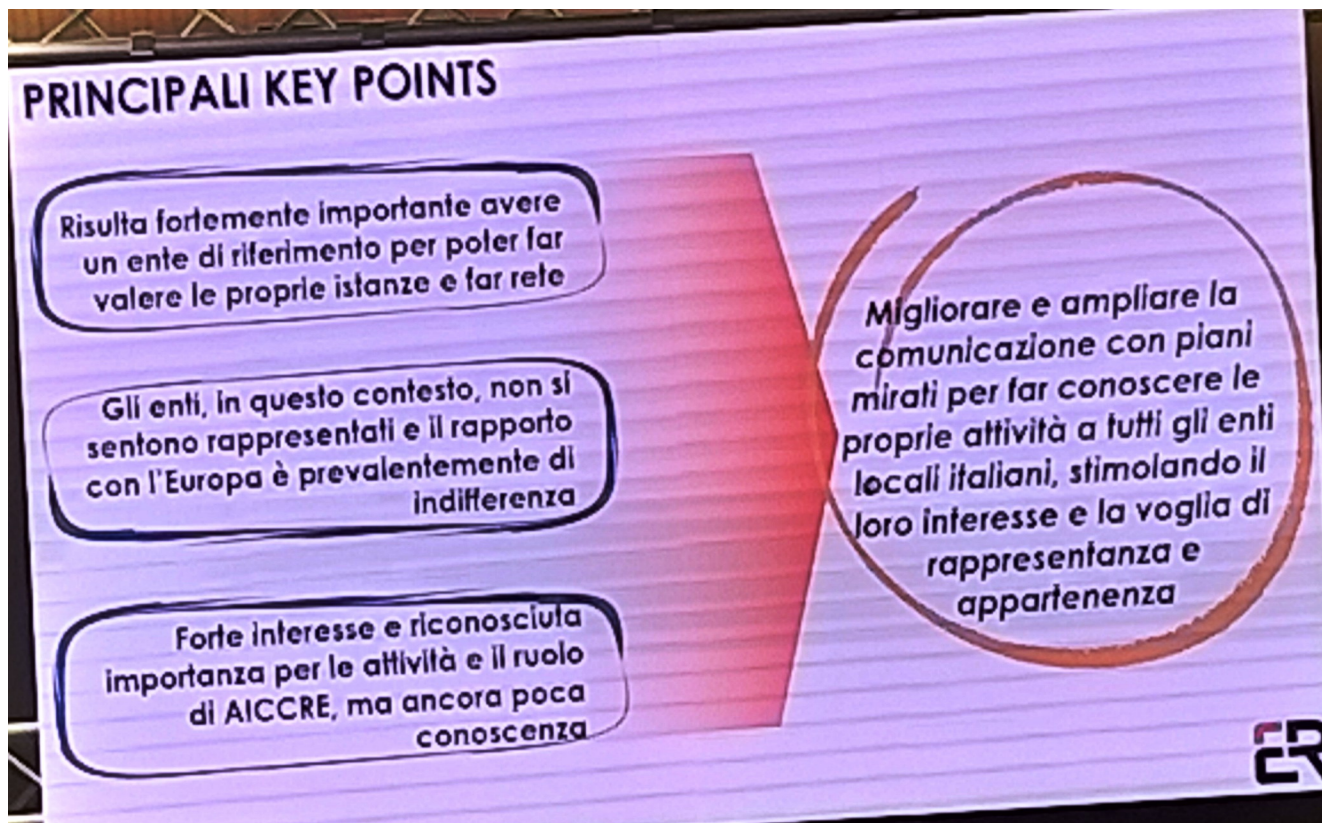 PRINCIPALI KEY POINTS
Risulta fortemente importante avere
un ente di riferimento per poter far
valere le proprie istanze e far rete
Gli enti, in questo contesto, non si
sentono rappresentati e il rapporto
con l'Europa è prevalentemente di
indifferenza
Forte interesse e riconosciuta
importanza per le attività e il ruolo
di AICCRE, ma ancora poca
conoscenza
Migliorare e ampliare la
comunicazione con piani
mirati per far conoscere le
proprie attività a tutti gli enti
locali italiani, stimolando il
loro interesse e la voglia di
rappresentanza e
appartenenza
ER